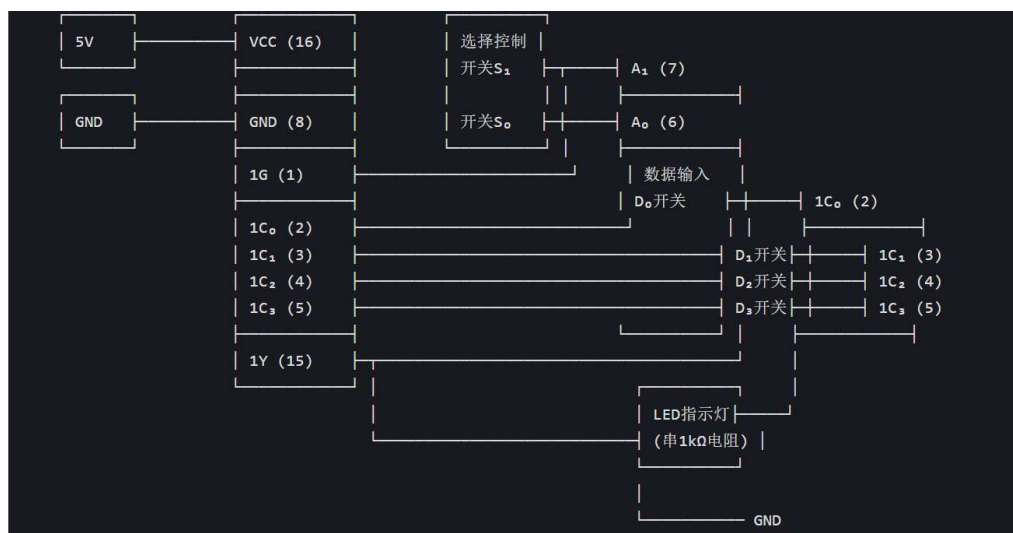 5V VCC (16) 选择控制
开关S₁ A₁ (7)
GND GND (8) 开关S₀ A₀ (6)
1G (1) 数据输入
D₀开关 1C₀ (2)
1C₀ (2)
1C₁ (3) D₁开关 1C₁ (3)
1C₂ (4) D₂开关 1C₂ (4)
1C₃ (5) D₃开关 1C₃ (5)
1Y (15)
LED指示灯
(串1kΩ电阻)
GND